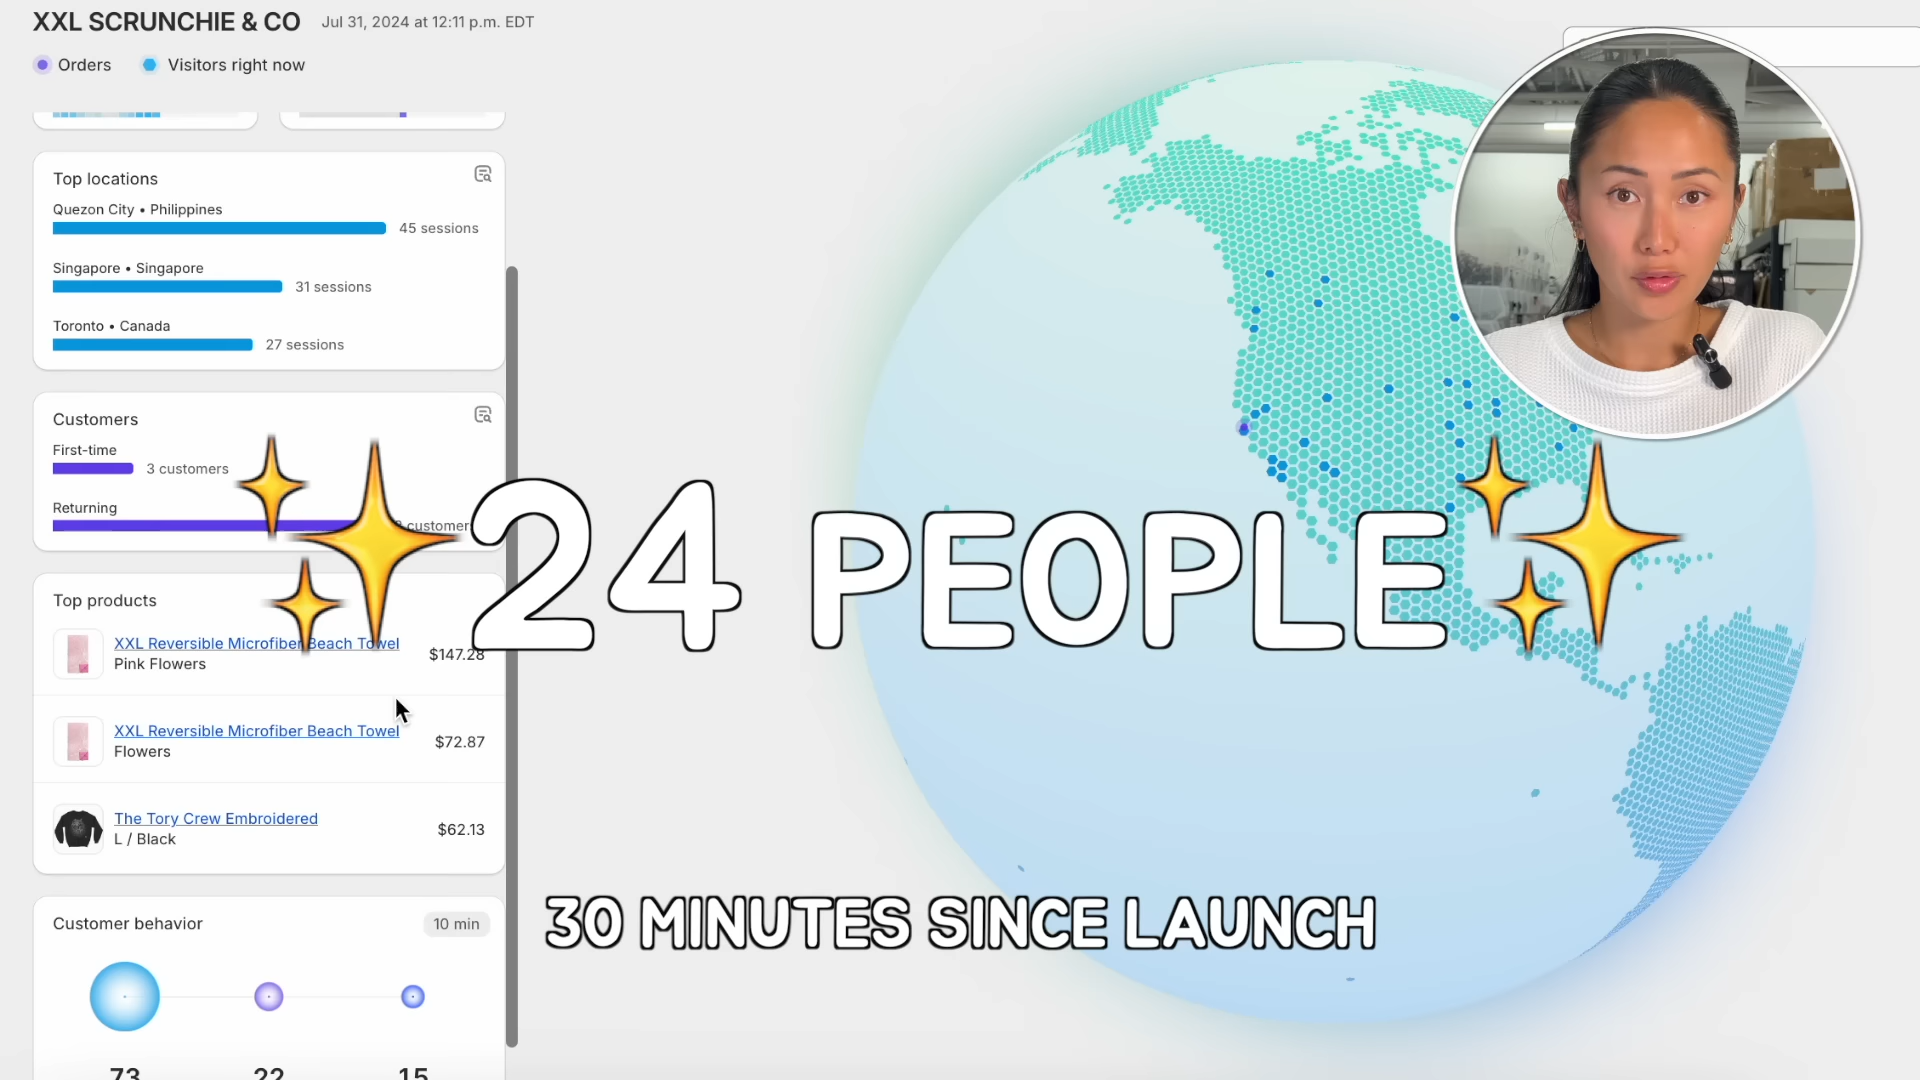 XXL SCRUNCHIE & CO Jul 31, 2024 at 12:11 p.m. EDT
Orders Visitors right now
Top locations
Quezon City • Philippines
45 sessions
Singapore • Singapore
31 sessions
Toronto • Canada
27 sessions
Customers
First-time
3 customers
Returning
24 PEOPLE
Top products
XXL Reversible Microfiber Beach Towel
Pink Flowers
$147.28
XXL Reversible Microfiber Beach Towel
Flowers
$72.87
The Tory Crew Embroidered
L / Black
$62.13
30 MINUTES SINCE LAUNCH
Customer behavior 10 min
73 22 15